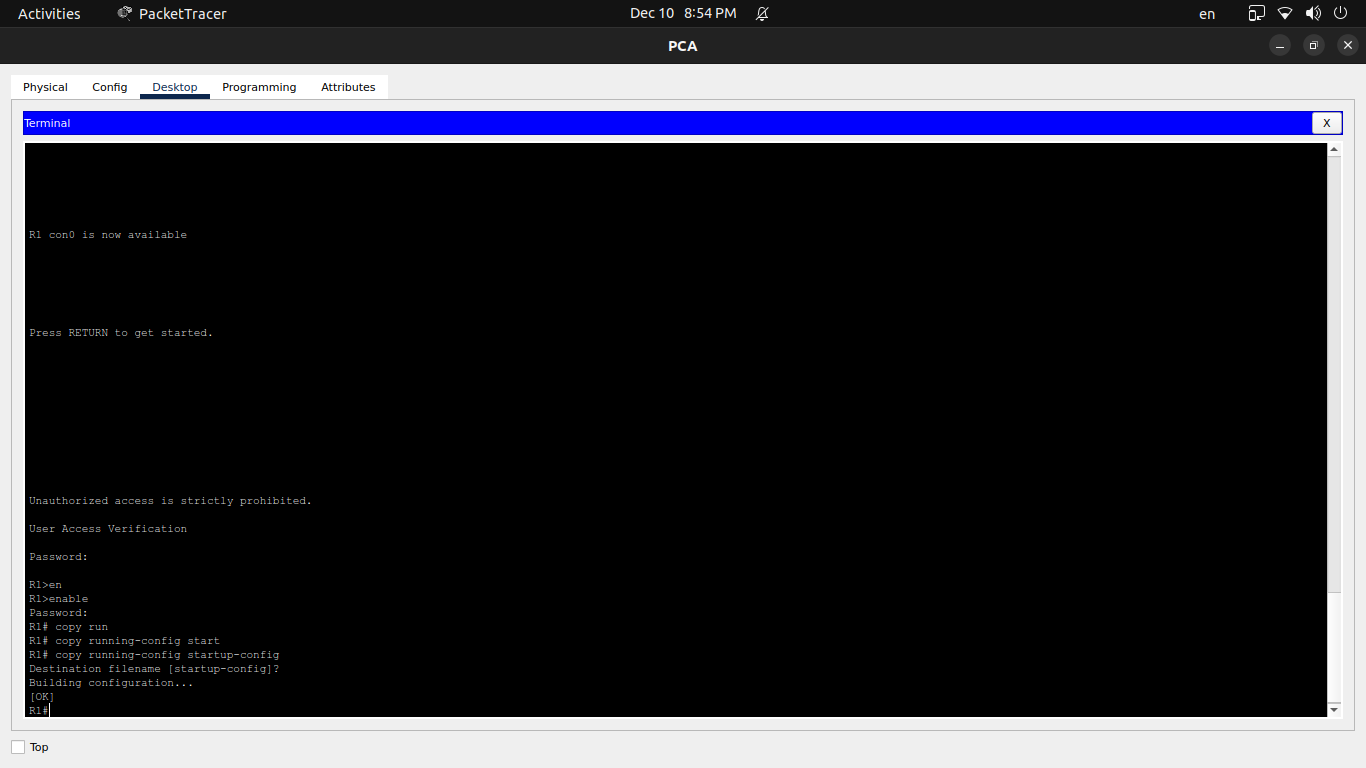 Activities PacketTracer Dec 10 8:54 PM en
PCA
Physical Config Desktop Programming Attributes
Terminal X
R1 con0 is now available
Press RETURN to get started.
Unauthorized access is strictly prohibited.
User Access Verification
Password:
R1>en
R1>enable
Password:
R1# copy run
R1# copy running-config start
R1# copy running-config startup-config
Destination filename [startup-config]?
Building configuration...
[OK]
R1#
Top